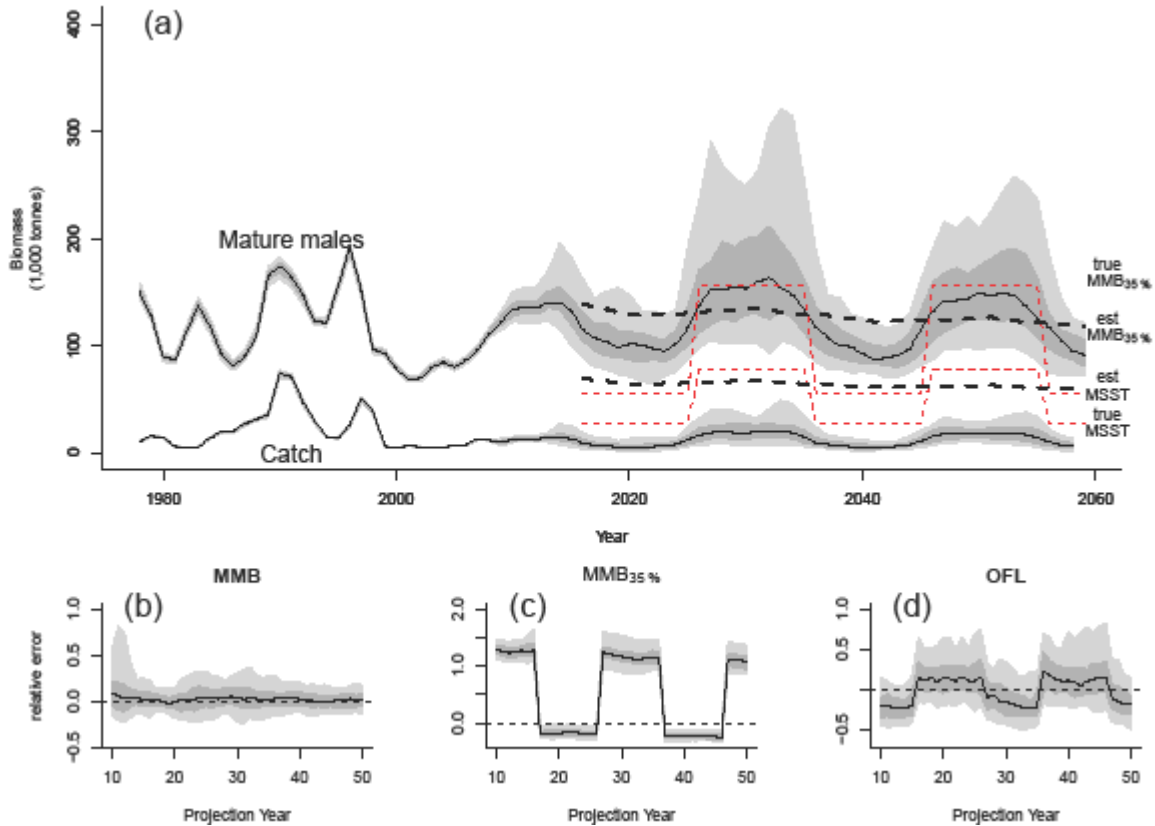 (a)
400
300
200
100
0
Biomass
(1,000 tonnes)
Mature males
Catch
true
MMB35 %
est
MMB35 %
est
MSST
true
MSST
1980 2000 2020 2040 2060
Year
MMB
(b)
1.0
0.5
0.0
−0.5
relative error
10 20 30 40 50
Projection Year
MMB35 %
(c)
2.0
1.0
0.0
10 20 30 40 50
Projection Year
OFL
(d)
1.0
0.5
−0.5
10 20 30 40 50
Projection Year